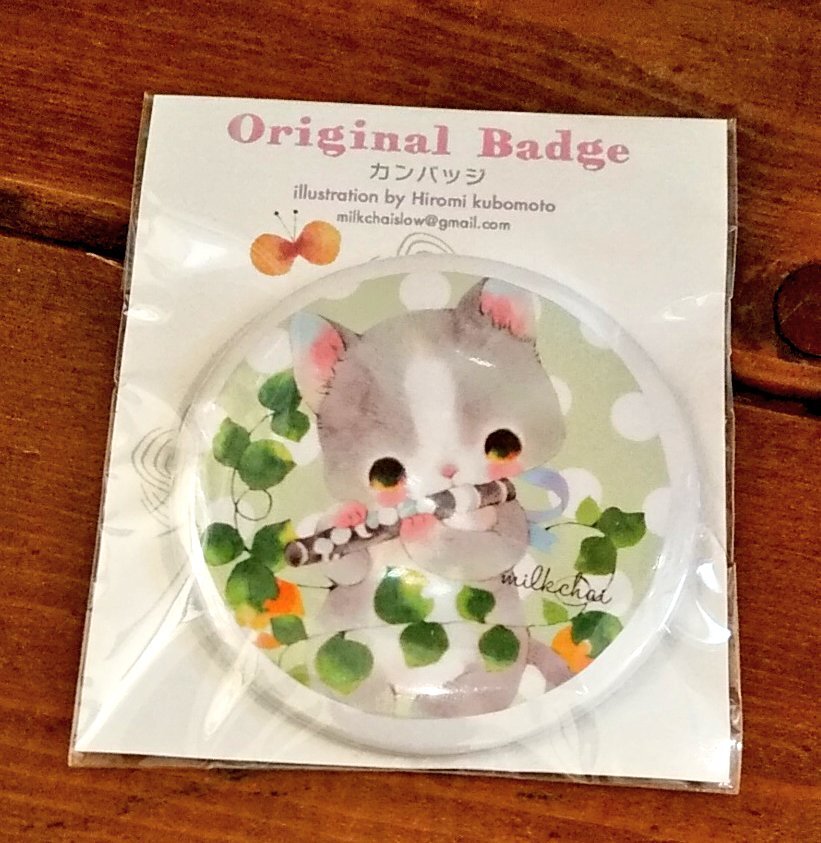 Original Badge
カンバッジ
illustration by Hiromi kubomoto
milkchaislow@gmail.com
milkchai